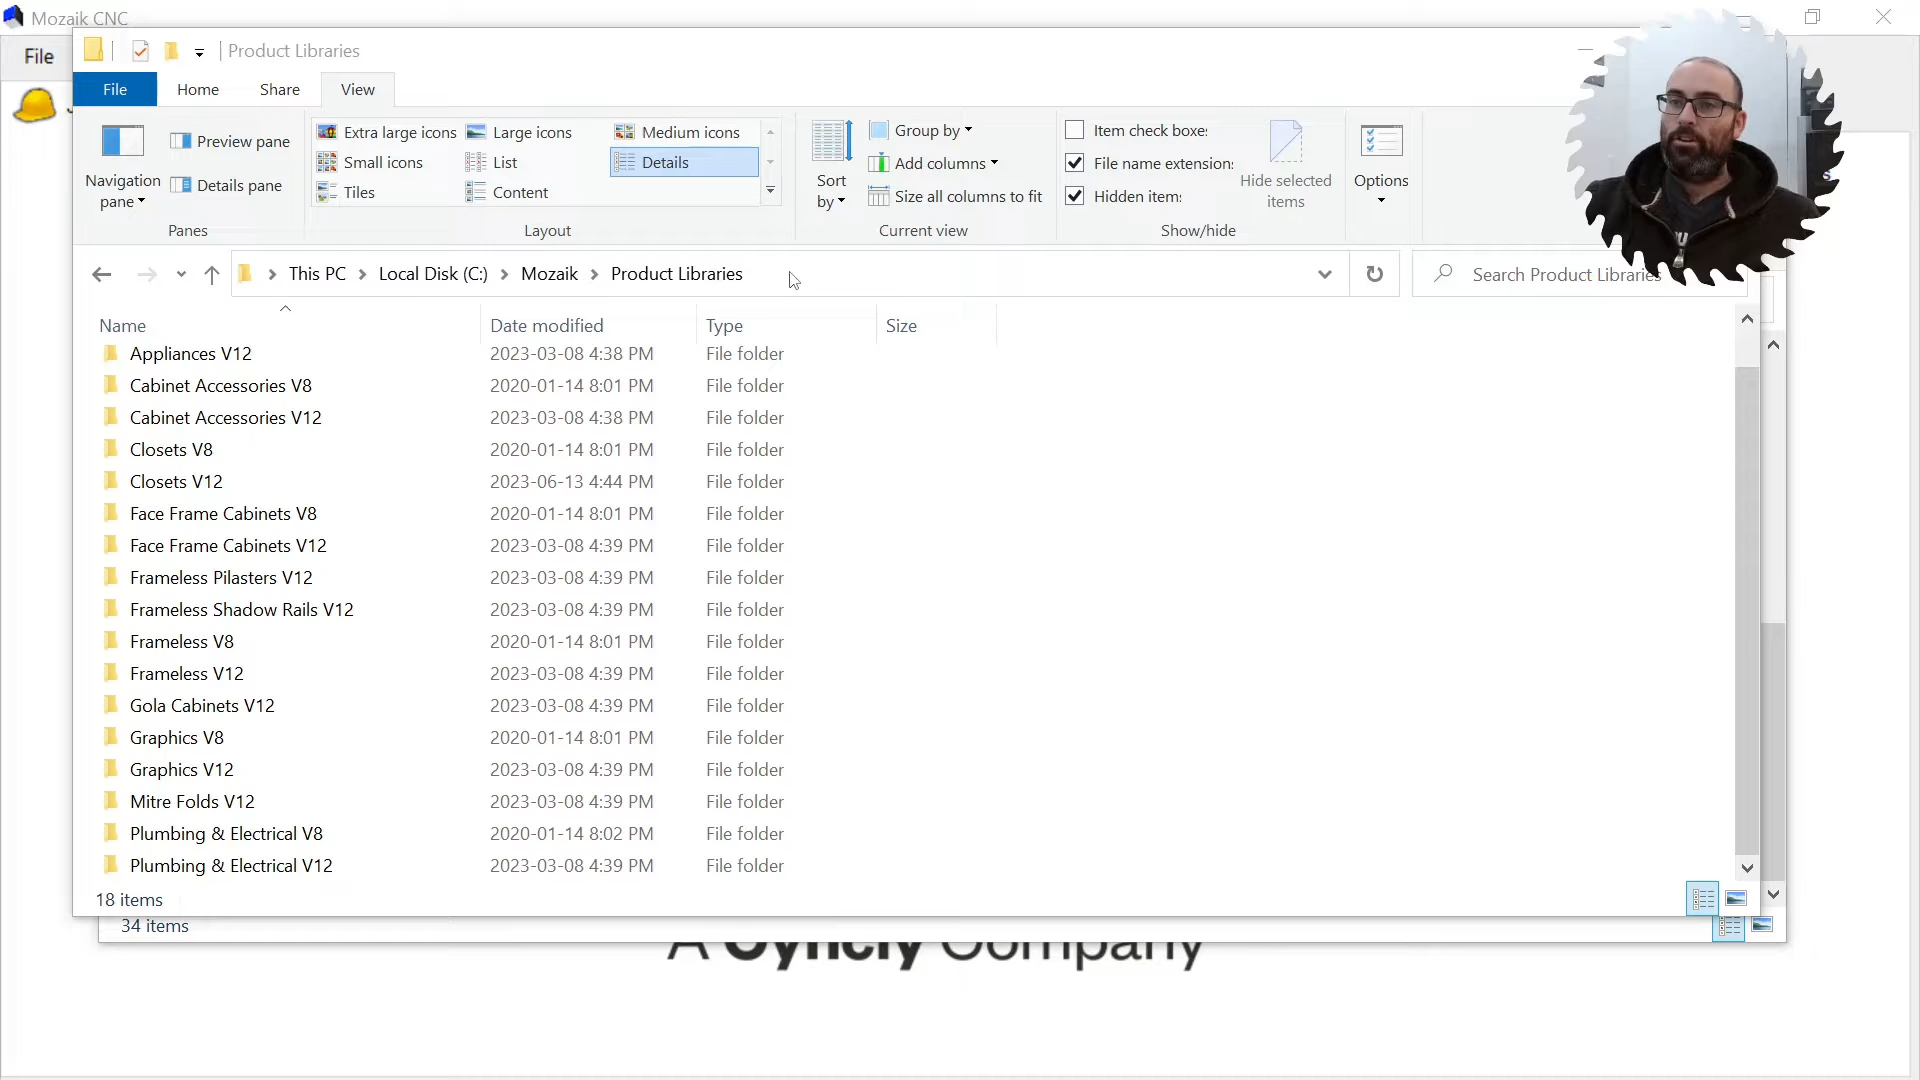 Mozaik CNC
File
Product Libraries
File Home Share View
Navigation pane
Preview pane
Details pane
Panes
Extra large icons Large icons Medium icons
Small icons List Details
Tiles Content
Layout
Sort by
Group by
Add columns
Size all columns to fit
Current view
Item check boxe
File name extension
Hidden item
Hide selected items
Show/hide
Options
This PC > Local Disk (C:) > Mozaik > Product Libraries
Search Product Libraries
Name Date modified Type Size
Appliances V12 2023-03-08 4:38 PM File folder
Cabinet Accessories V8 2020-01-14 8:01 PM File folder
Cabinet Accessories V12 2023-03-08 4:38 PM File folder
Closets V8 2020-01-14 8:01 PM File folder
Closets V12 2023-06-13 4:44 PM File folder
Face Frame Cabinets V8 2020-01-14 8:01 PM File folder
Face Frame Cabinets V12 2023-03-08 4:39 PM File folder
Frameless Pilasters V12 2023-03-08 4:39 PM File folder
Frameless Shadow Rails V12 2023-03-08 4:39 PM File folder
Frameless V8 2020-01-14 8:01 PM File folder
Frameless V12 2023-03-08 4:39 PM File folder
Gola Cabinets V12 2023-03-08 4:39 PM File folder
Graphics V8 2020-01-14 8:01 PM File folder
Graphics V12 2023-03-08 4:39 PM File folder
Mitre Folds V12 2023-03-08 4:39 PM File folder
Plumbing & Electrical V8 2020-01-14 8:02 PM File folder
Plumbing & Electrical V12 2023-03-08 4:39 PM File folder
18 items
34 items
A Cyncly Company